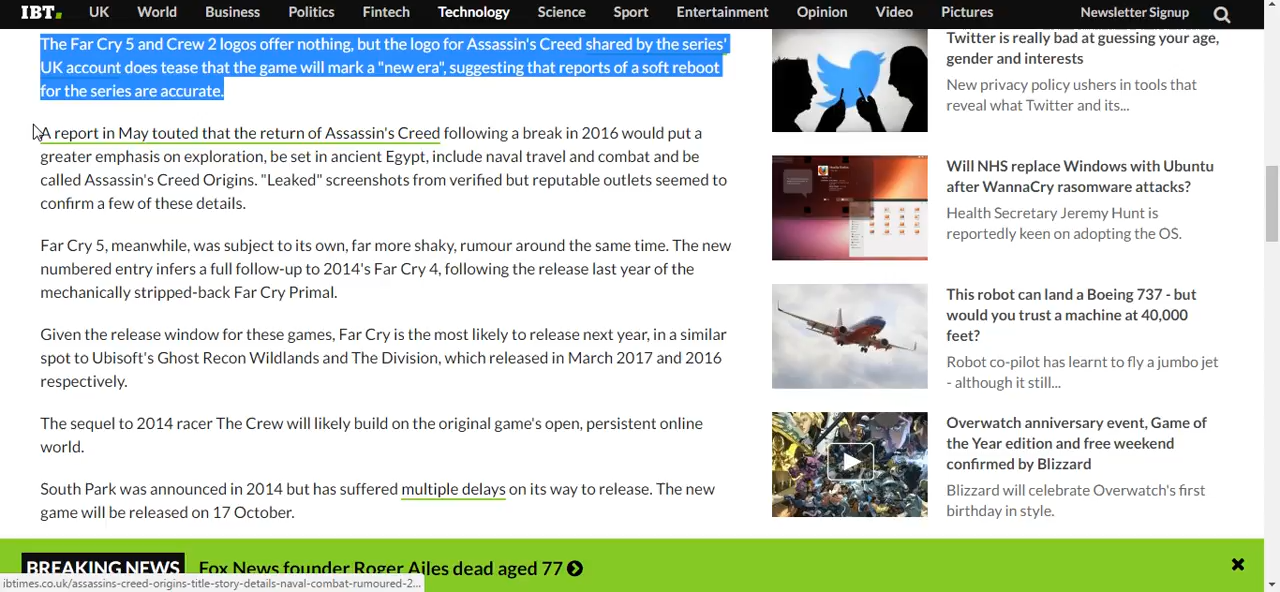 IBT. UK World Business Politics Fintech Technology Science Sport Entertainment Opinion Video Pictures Newsletter Signup
The Far Cry 5 and Crew 2 logos offer nothing, but the logo for Assassin's Creed shared by the series'
UK account does tease that the game will mark a "new era", suggesting that reports of a soft reboot
for the series are accurate.
A report in May touted that the return of Assassin's Creed following a break in 2016 would put a
greater emphasis on exploration, be set in ancient Egypt, include naval travel and combat and be
called Assassin's Creed Origins. "Leaked" screenshots from verified but reputable outlets seemed to
confirm a few of these details.
Far Cry 5, meanwhile, was subject to its own, far more shaky, rumour around the same time. The new
numbered entry infers a full follow-up to 2014's Far Cry 4, following the release last year of the
mechanically stripped-back Far Cry Primal.
Given the release window for these games, Far Cry is the most likely to release next year, in a similar
spot to Ubisoft's Ghost Recon Wildlands and The Division, which released in March 2017 and 2016
respectively.
The sequel to 2014 racer The Crew will likely build on the original game's open, persistent online
world.
South Park was announced in 2014 but has suffered multiple delays on its way to release. The new
game will be released on 17 October.
Twitter is really bad at guessing your age,
gender and interests
New privacy policy ushers in tools that
reveal what Twitter and its...
Will NHS replace Windows with Ubuntu
after WannaCry rasomware attacks?
Health Secretary Jeremy Hunt is
reportedly keen on adopting the OS.
This robot can land a Boeing 737 - but
would you trust a machine at 40,000
feet?
Robot co-pilot has learnt to fly a jumbo jet
- although it still...
Overwatch anniversary event, Game of
the Year edition and free weekend
confirmed by Blizzard
Blizzard will celebrate Overwatch's first
birthday in style.
BREAKING NEWS Fox News founder Roger Ailes dead aged 77
ibtimes.co.uk/assassins-creed-origins-title-story-details-naval-combat-rumoured-2...